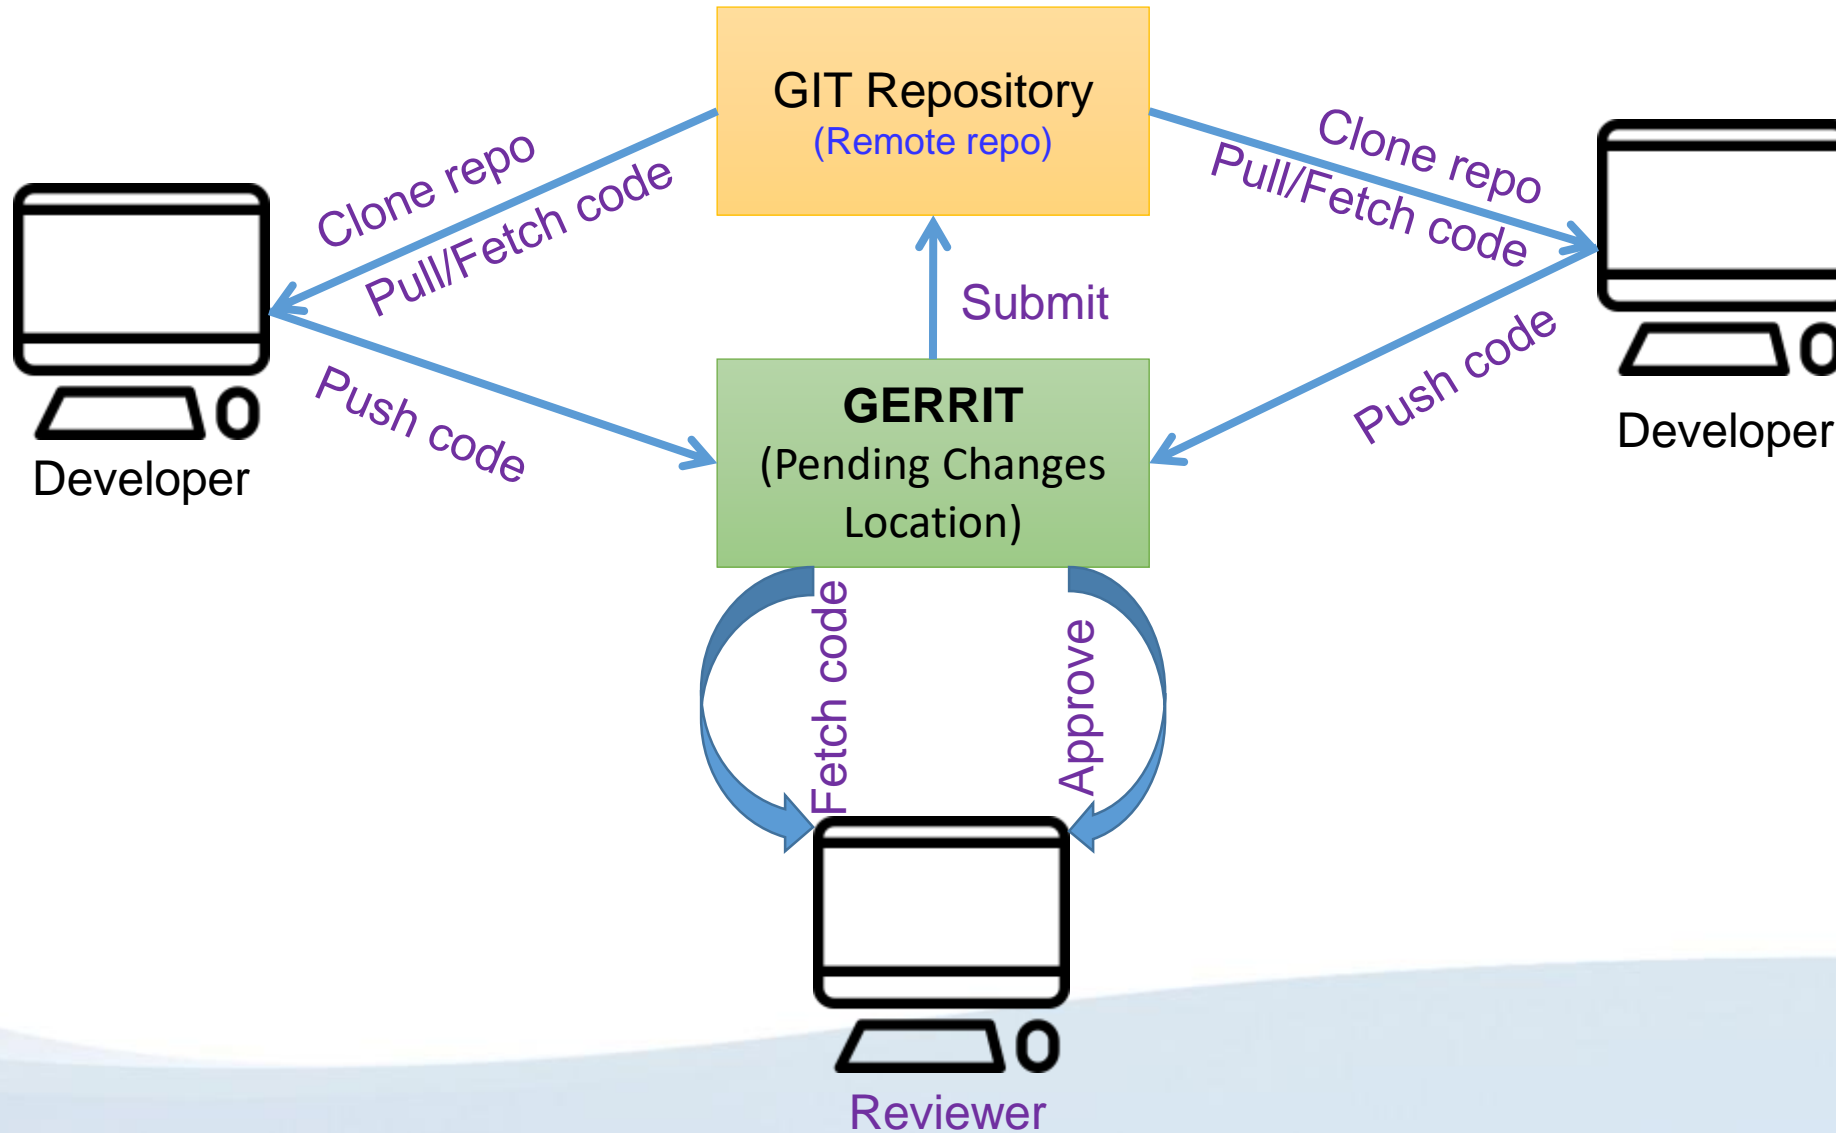 GIT Repository
(Remote repo)
Clone repo
Pull/Fetch code
Clone repo
Pull/Fetch code
Submit
Push code
Push code
Developer
Developer
GERRIT
(Pending Changes
Location)
Fetch code
Approve
Reviewer